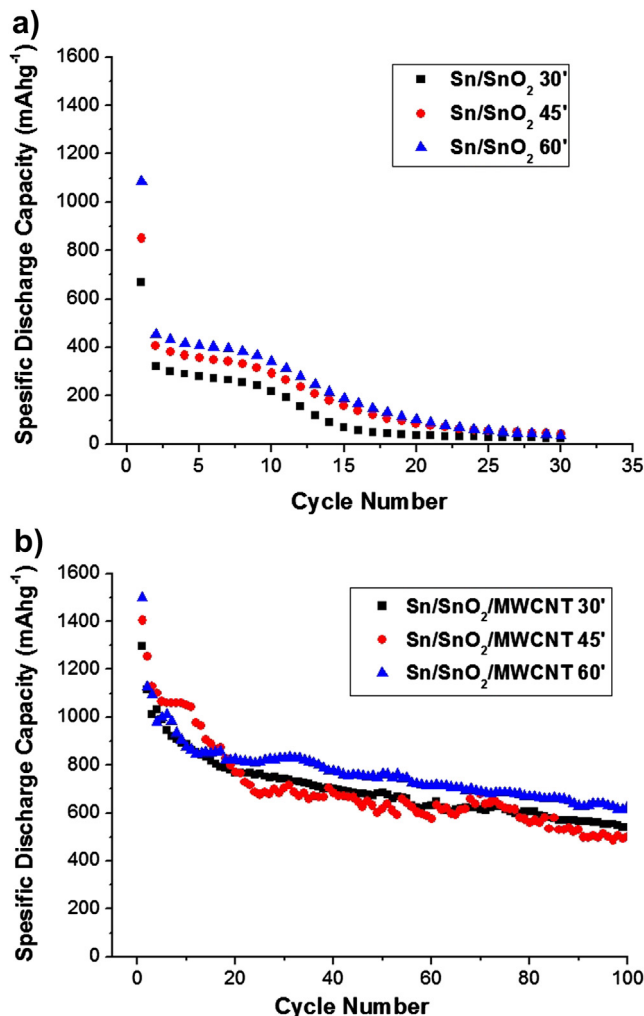 a)
Spesific Discharge Capacity (mAhg⁻¹)
1600
1400
1200
1000
800
600
400
200
0
Sn/SnO₂ 30'
Sn/SnO₂ 45'
Sn/SnO₂ 60'
0 5 10 15 20 25 30 35
Cycle Number
b)
Spesific Discharge Capacity (mAhg⁻¹)
1600
1400
1200
1000
800
600
400
200
0
Sn/SnO₂/MWCNT 30'
Sn/SnO₂/MWCNT 45'
Sn/SnO₂/MWCNT 60'
0 20 40 60 80 100
Cycle Number